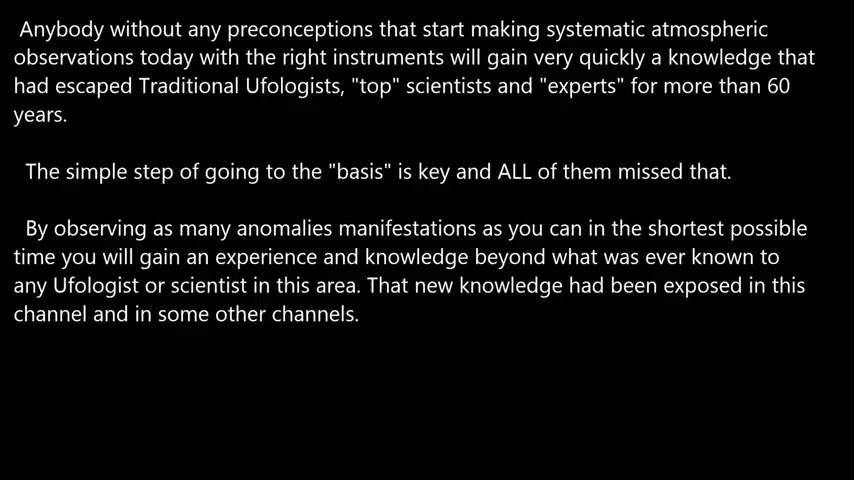 Anybody without any preconceptions that start making systematic atmospheric
observations today with the right instruments will gain very quickly a knowledge that
had escaped Traditional Ufologists, "top" scientists and "experts" for more than 60
years.
The simple step of going to the "basis" is key and ALL of them missed that.
By observing as many anomalies manifestations as you can in the shortest possible
time you will gain an experience and knowledge beyond what was ever known to
any Ufologist or scientist in this area. That new knowledge had been exposed in this
channel and in some other channels.